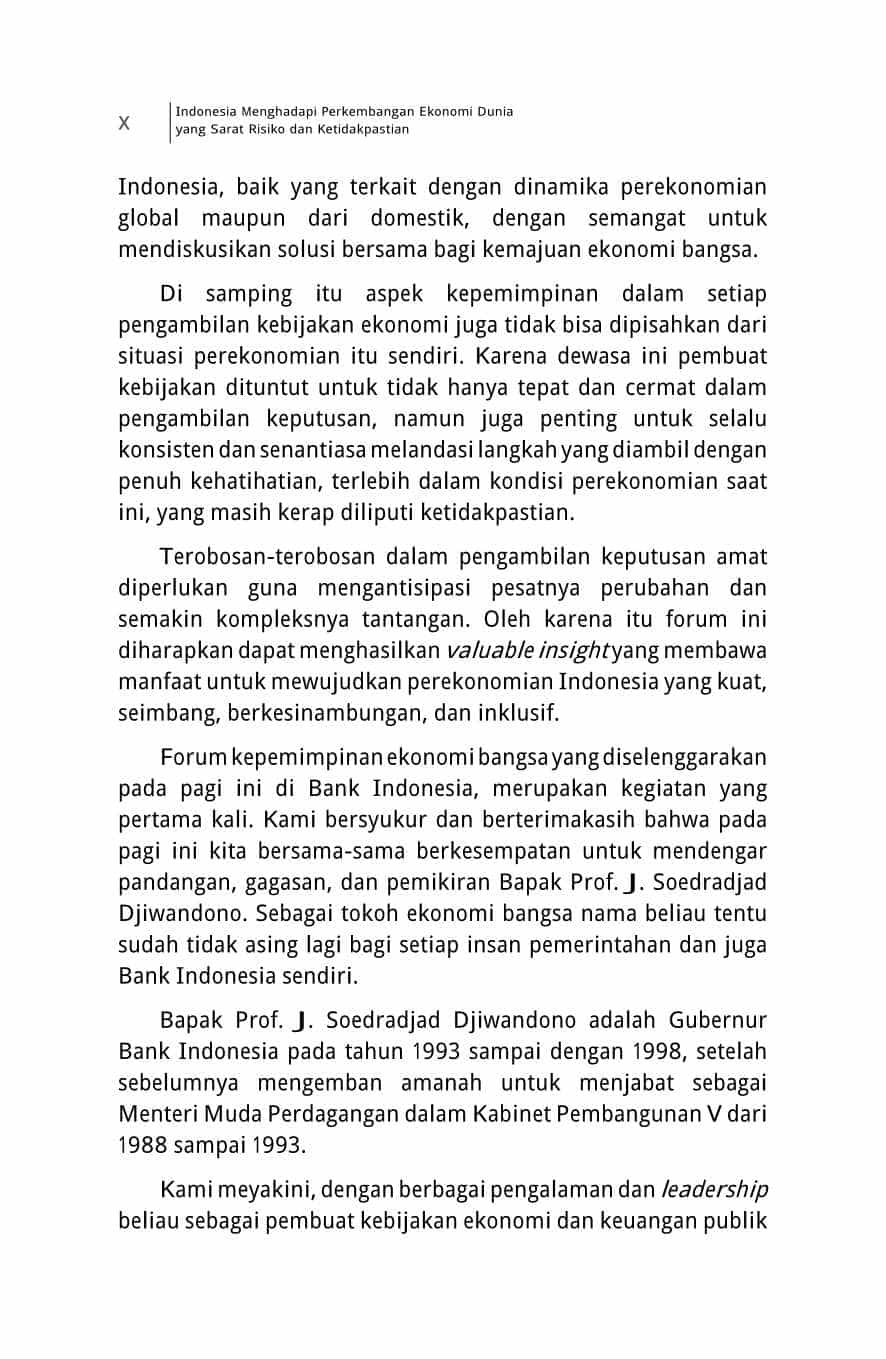 x
Indonesia Menghadapi Perkembangan Ekonomi Dunia
yang Sarat Risiko dan Ketidakpastian
Indonesia, baik yang terkait dengan dinamika perekonomian
global maupun dari domestik, dengan semangat untuk
mendiskusikan solusi bersama bagi kemajuan ekonomi bangsa.
Di samping itu aspek kepemimpinan dalam setiap
pengambilan kebijakan ekonomi juga tidak bisa dipisahkan dari
situasi perekonomian itu sendiri. Karena dewasa ini pembuat
kebijakan dituntut untuk tidak hanya tepat dan cermat dalam
pengambilan keputusan, namun juga penting untuk selalu
konsisten dan senantiasa melandasi langkah yang diambil dengan
penuh kehatihatian, terlebih dalam kondisi perekonomian saat
ini, yang masih kerap diliputi ketidakpastian.
Terobosan-terobosan dalam pengambilan keputusan amat
diperlukan guna mengantisipasi pesatnya perubahan dan
semakin kompleksnya tantangan. Oleh karena itu forum ini
diharapkan dapat menghasilkan valuable insight yang membawa
manfaat untuk mewujudkan perekonomian Indonesia yang kuat,
seimbang, berkesinambungan, dan inklusif.
Forum kepemimpinan ekonomi bangsa yang diselenggarakan
pada pagi ini di Bank Indonesia, merupakan kegiatan yang
pertama kali. Kami bersyukur dan berterimakasih bahwa pada
pagi ini kita bersama-sama berkesempatan untuk mendengar
pandangan, gagasan, dan pemikiran Bapak Prof. J. Soedradjad
Djiwandono. Sebagai tokoh ekonomi bangsa nama beliau tentu
sudah tidak asing lagi bagi setiap insan pemerintahan dan juga
Bank Indonesia sendiri.
Bapak Prof. J. Soedradjad Djiwandono adalah Gubernur
Bank Indonesia pada tahun 1993 sampai dengan 1998, setelah
sebelumnya mengemban amanah untuk menjabat sebagai
Menteri Muda Perdagangan dalam Kabinet Pembangunan V dari
1988 sampai 1993.
Kami meyakini, dengan berbagai pengalaman dan leadership
beliau sebagai pembuat kebijakan ekonomi dan keuangan publik